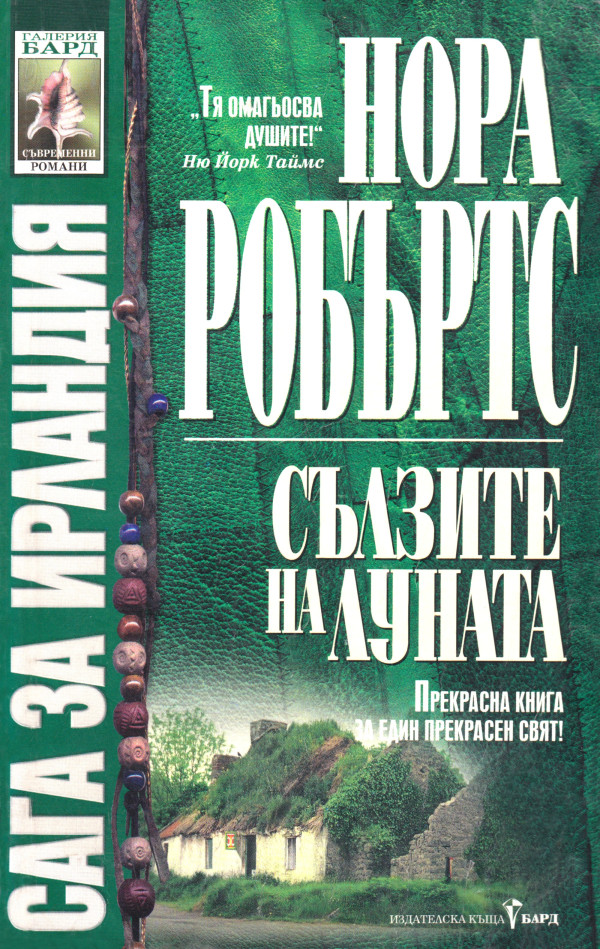 ГАЛЕРИЯ
БАРД
СЪВРЕМЕННИ
РОМАНИ
САГА ЗА ИРЛАНДИЯ
„Тя омагьосва
душите!“
Ню Йорк Таймс
НОРА
РОБЪРТС
СЪЛЗИТЕ
НА ЛУНАТА
Прекрасна книга
за един прекрасен свят!
ИЗДАТЕЛСКА КЪЩА БАРД